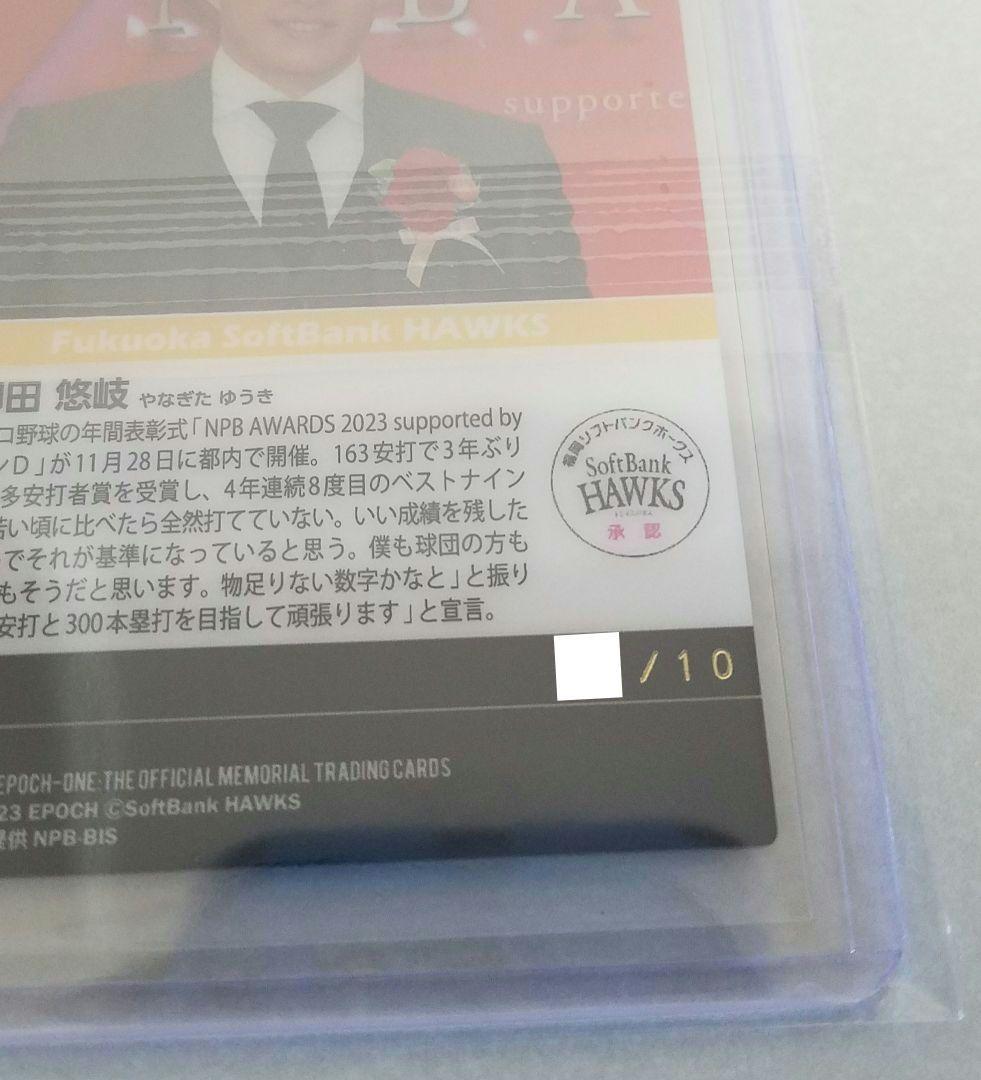 supporte
Fukuoka SoftBank HAWKS
田 悠岐 やなぎた ゆうき
ロ野球の年間表彰式「NPB AWARDS 2023 supported by
D」が11月28日に都内で開催。163安打で3年ぶり
多安打者賞を受賞し、4年連続8度目のベストナイン
い頃に比べたら全然打てていない。いい成績を残した
でそれが基準になっていると思う。僕も球団の方も
もそうだと思います。物足りない数字かなと」と振り
安打と300本塁打を目指して頑張ります」と宣言。
福岡ソフトバンクホークス
SoftBank
HAWKS
承認
/10
EPOCH-ONE THE OFFICIAL MEMORIAL TRADING CARDS
23 EPOCH ©SoftBank HAWKS
供 NPB-BIS